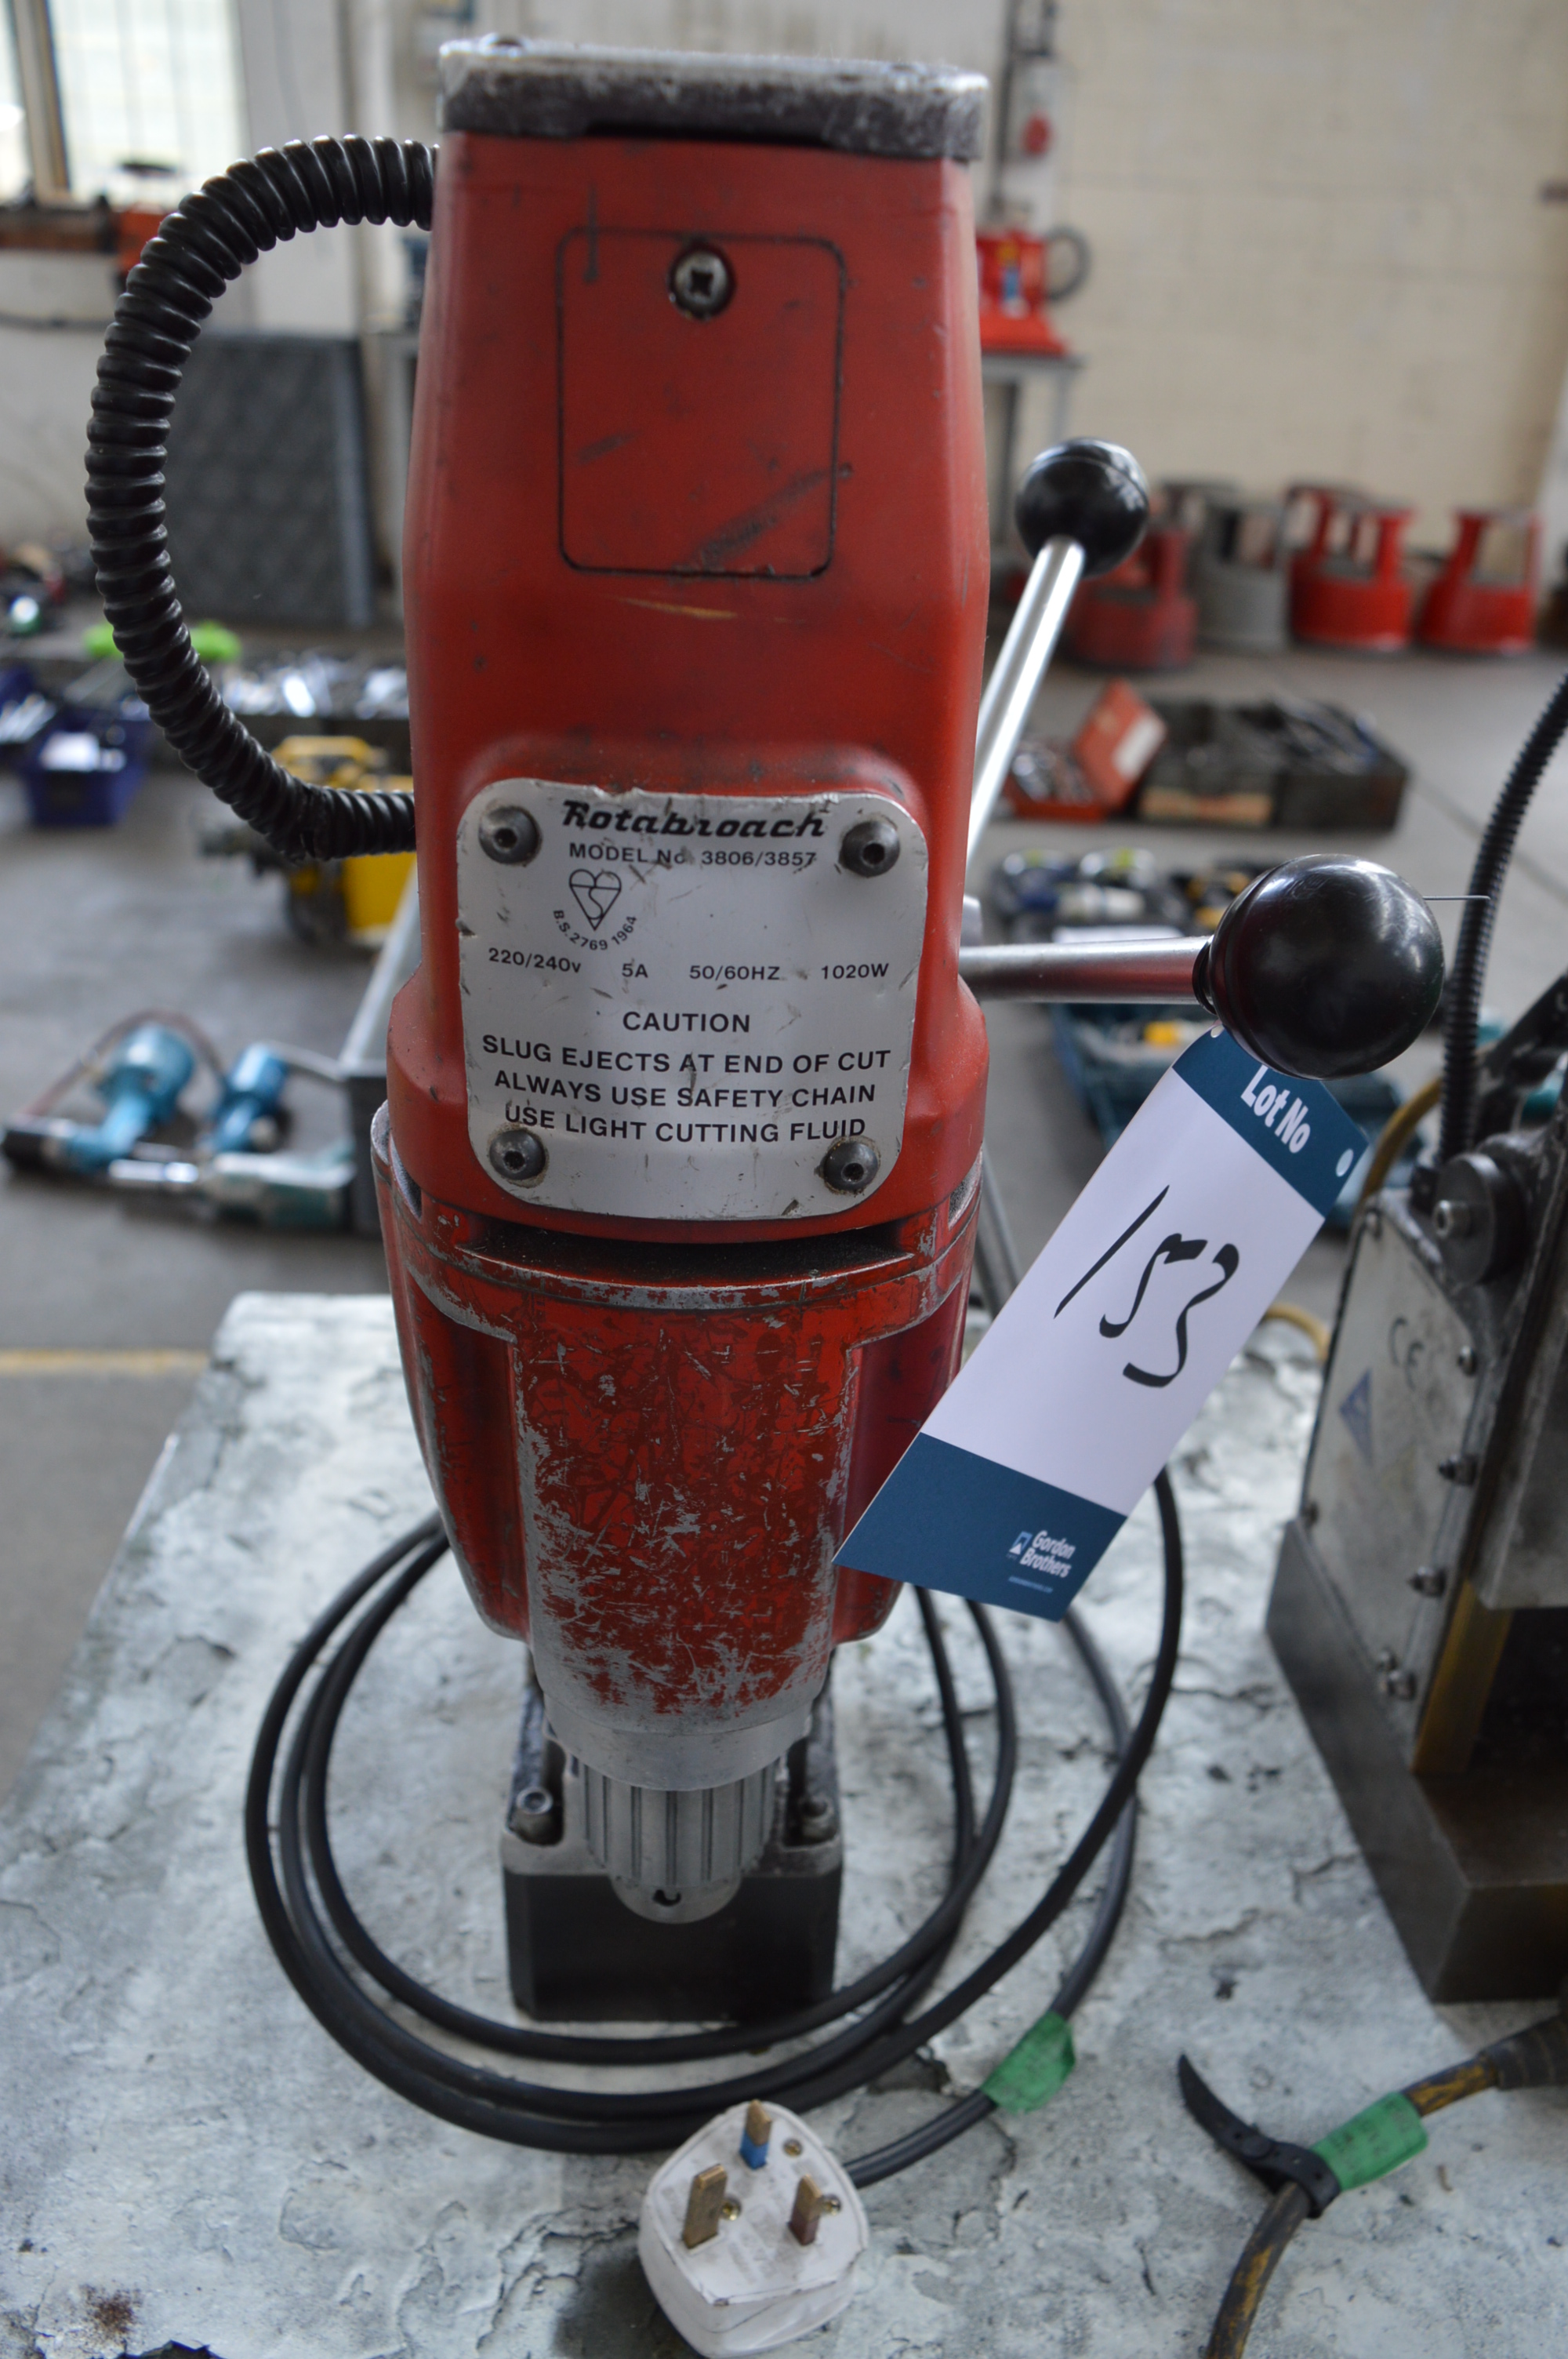 Rotabroach
MODEL No 3806/3857
B.S. 2769 1964
220/240v 5A 50/60HZ 1020W
CAUTION
SLUG EJECTS AT END OF CUT
ALWAYS USE SAFETY CHAIN
USE LIGHT CUTTING FLUID
Lot No
153
Gordon
Brothers
CE